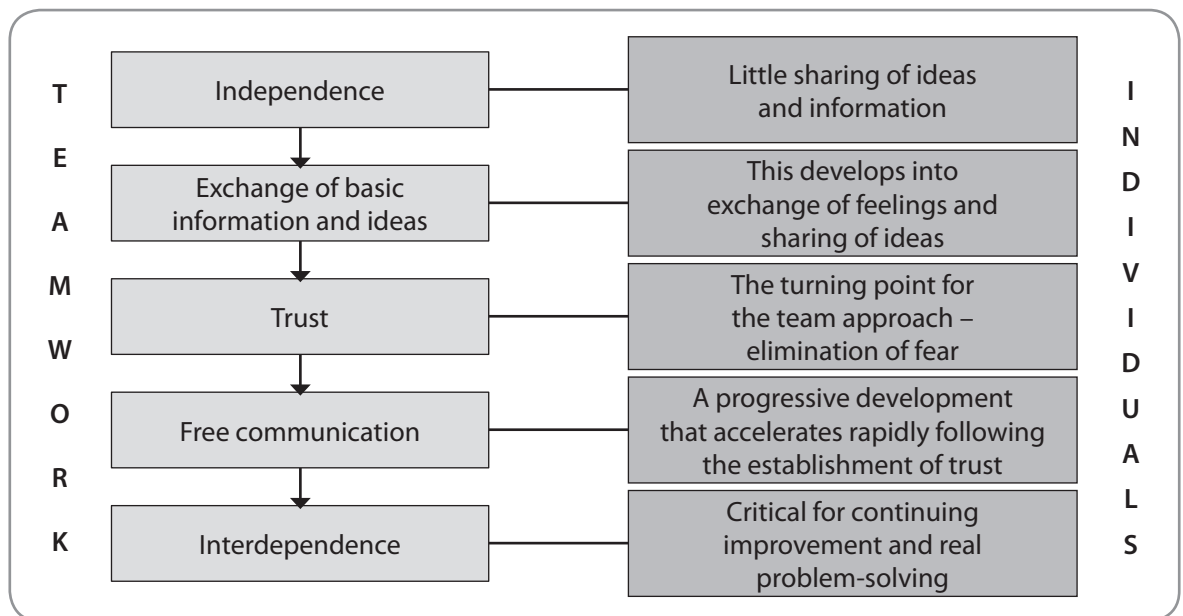 TEAMWORK
Independence
Little sharing of ideas
and information
Exchange of basic
information and ideas
This develops into
exchange of feelings and
sharing of ideas
Trust
The turning point for
the team approach –
elimination of fear
Free communication
A progressive development
that accelerates rapidly following
the establishment of trust
Interdependence
Critical for continuing
improvement and real
problem-solving
INDIVIDUALS